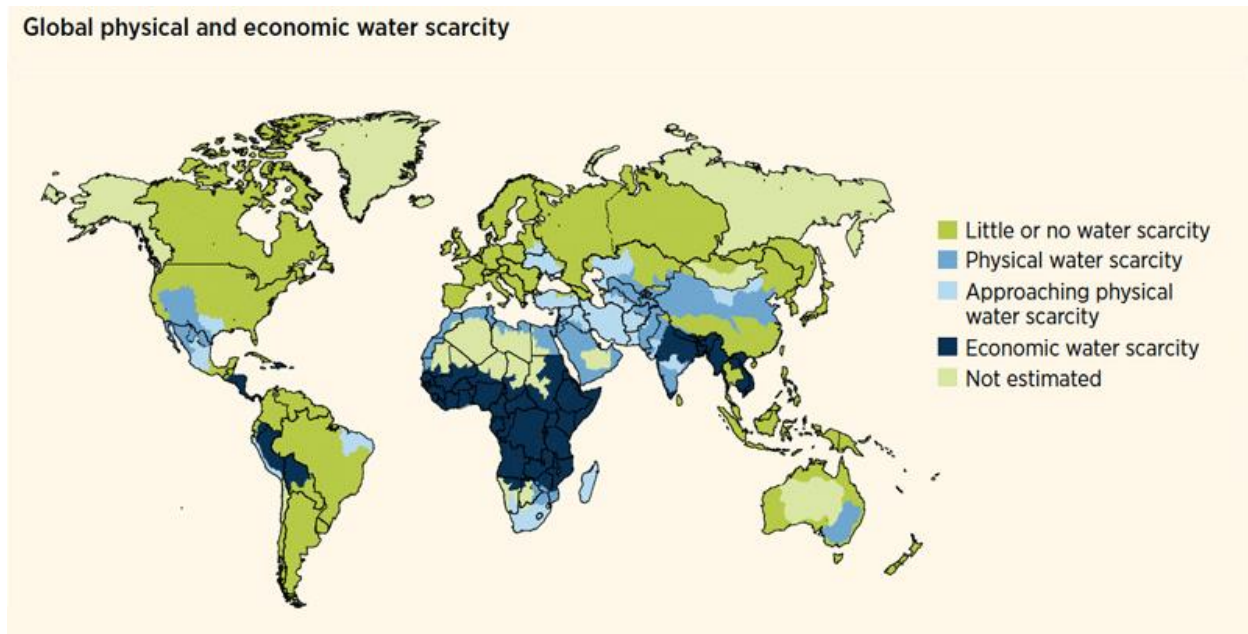 Global physical and economic water scarcity
Little or no water scarcity
Physical water scarcity
Approaching physical
water scarcity
Economic water scarcity
Not estimated